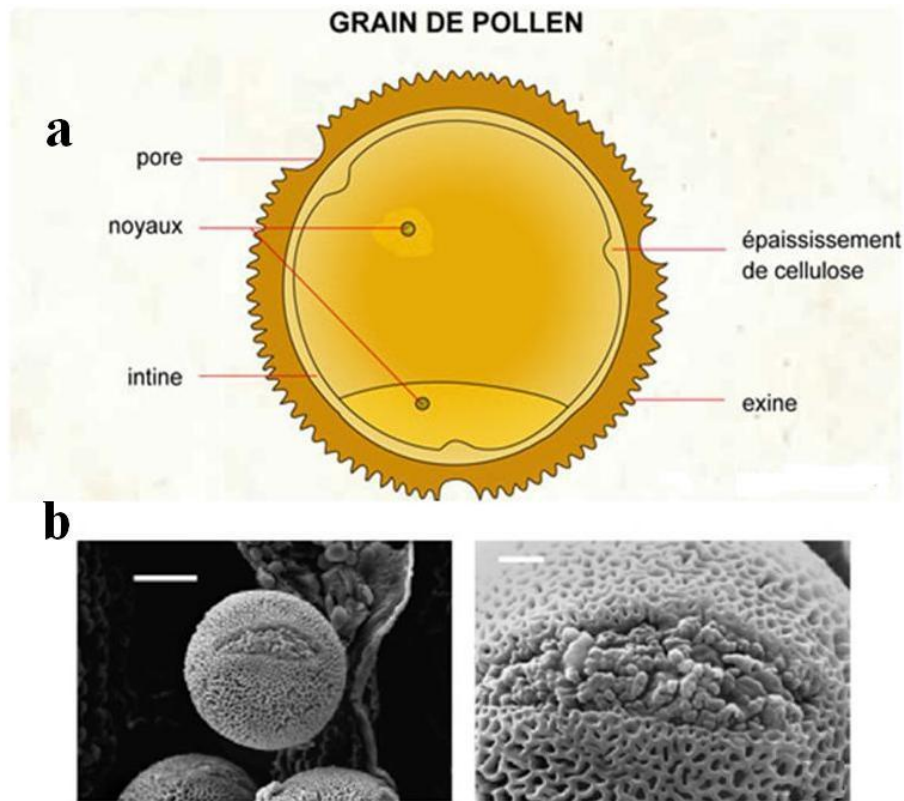 GRAIN DE POLLEN
a
pore
noyaux
épaississement
de cellulose
intine
exine
b